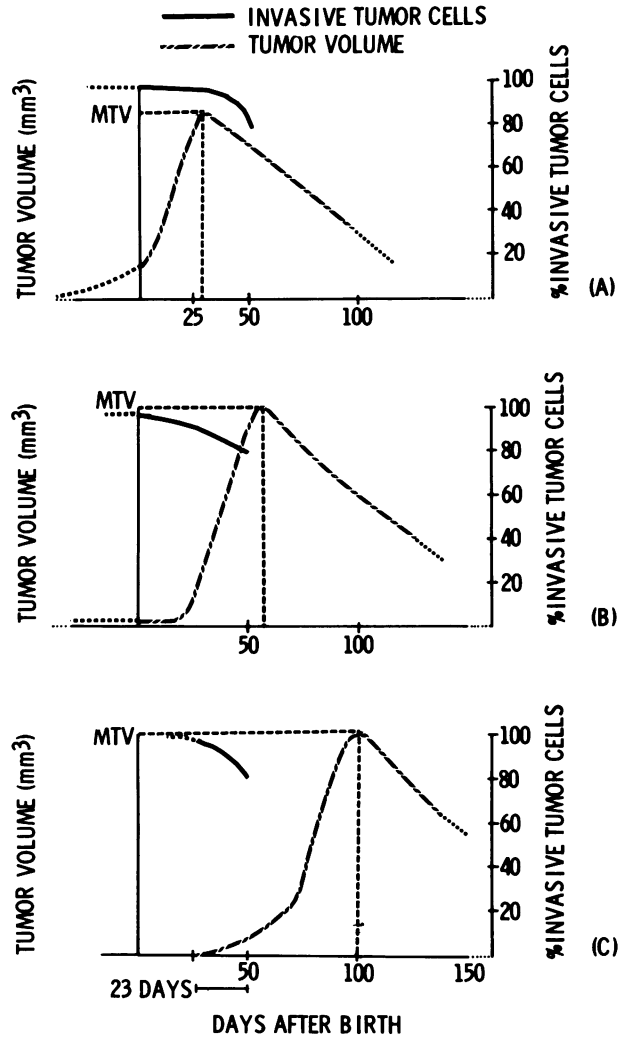 INVASIVE TUMOR CELLS
TUMOR VOLUME
TUMOR VOLUME (mm3)
MTV
100
80
60
40
20
%INVASIVE TUMOR CELLS
(A)
25
50
100
TUMOR VOLUME (mm3)
MTV
100
80
60
40
20
%INVASIVE TUMOR CELLS
(B)
50
100
TUMOR VOLUME (mm3)
MTV
100
80
60
40
20
%INVASIVE TUMOR CELLS
(C)
50
100
150
23 DAYS
DAYS AFTER BIRTH